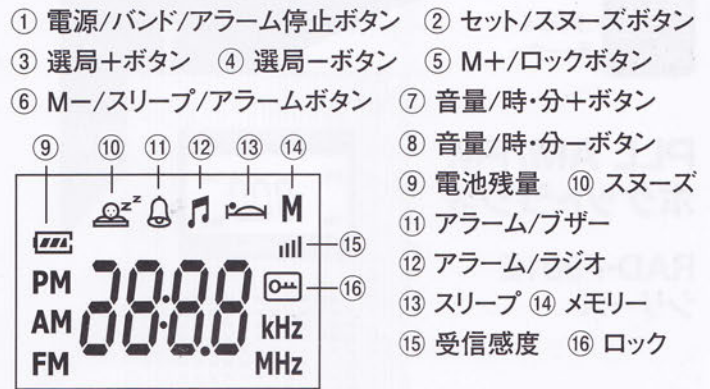 ① 電源/バンド/アラーム停止ボタン ② セット/スヌーズボタン
③ 選局+ボタン ④ 選局-ボタン ⑤ M+/ロックボタン
⑥ M-/スリープ/アラームボタン ⑦ 音量/時・分+ボタン
⑧ 音量/時・分-ボタン
⑨ 電池残量 ⑩ スヌーズ
⑪ アラーム/ブザー
⑫ アラーム/ラジオ
⑬ スリープ ⑭ メモリー
⑮ 受信感度 ⑯ ロック
⑨ ⑩ ⑪ ⑫ ⑬ ⑭
zz M
⑮
PM 88:88 ⑯
AM kHz
FM MHz